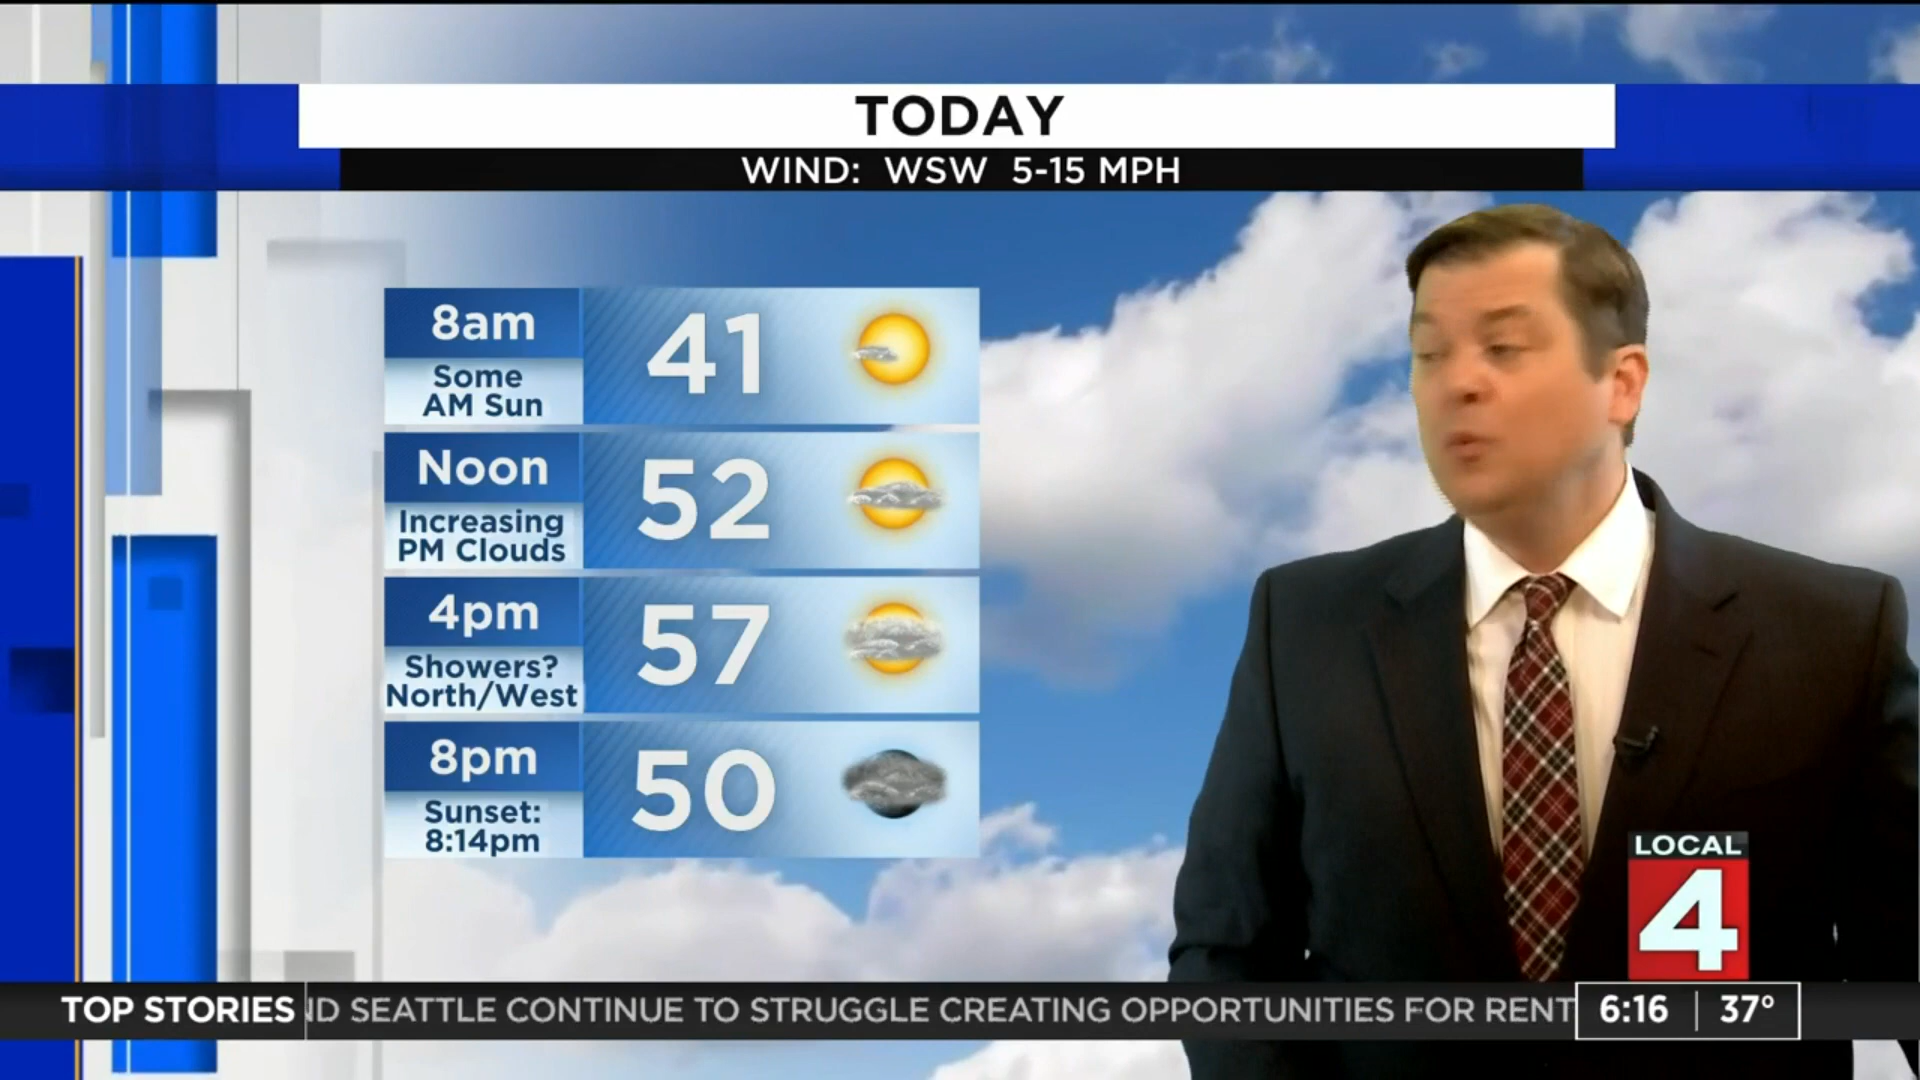 TODAY
WIND: WSW 5-15 MPH
8am
41
Some
AM Sun
Noon
52
Increasing
PM Clouds
4pm
57
Showers?
North/West
8pm
50
Sunset:
8:14pm
LOCAL
4
TOP STORIES
SEATTLE CONTINUE TO STRUGGLE CREATING OPPORTUNITIES FOR RENT
6:16
37°